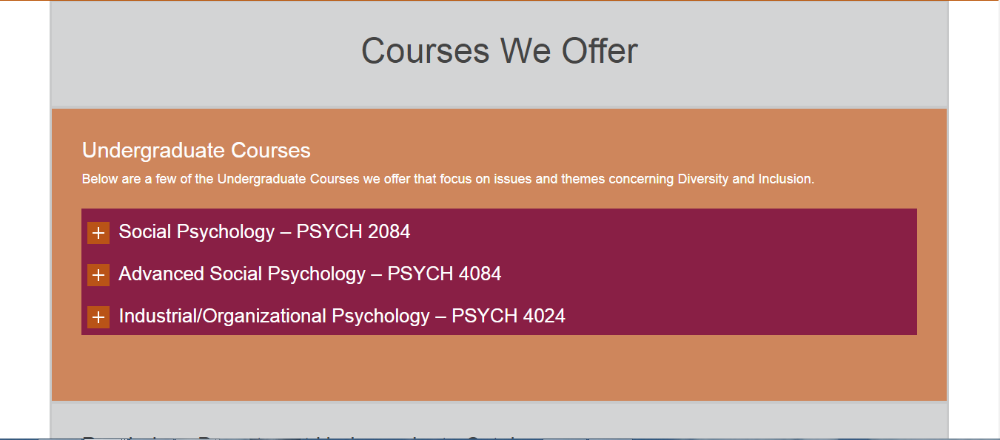 Courses We Offer
Undergraduate Courses
Below are a few of the Undergraduate Courses we offer that focus on issues and themes concerning Diversity and Inclusion.
Social Psychology – PSYCH 2084
Advanced Social Psychology – PSYCH 4084
Industrial/Organizational Psychology – PSYCH 4024